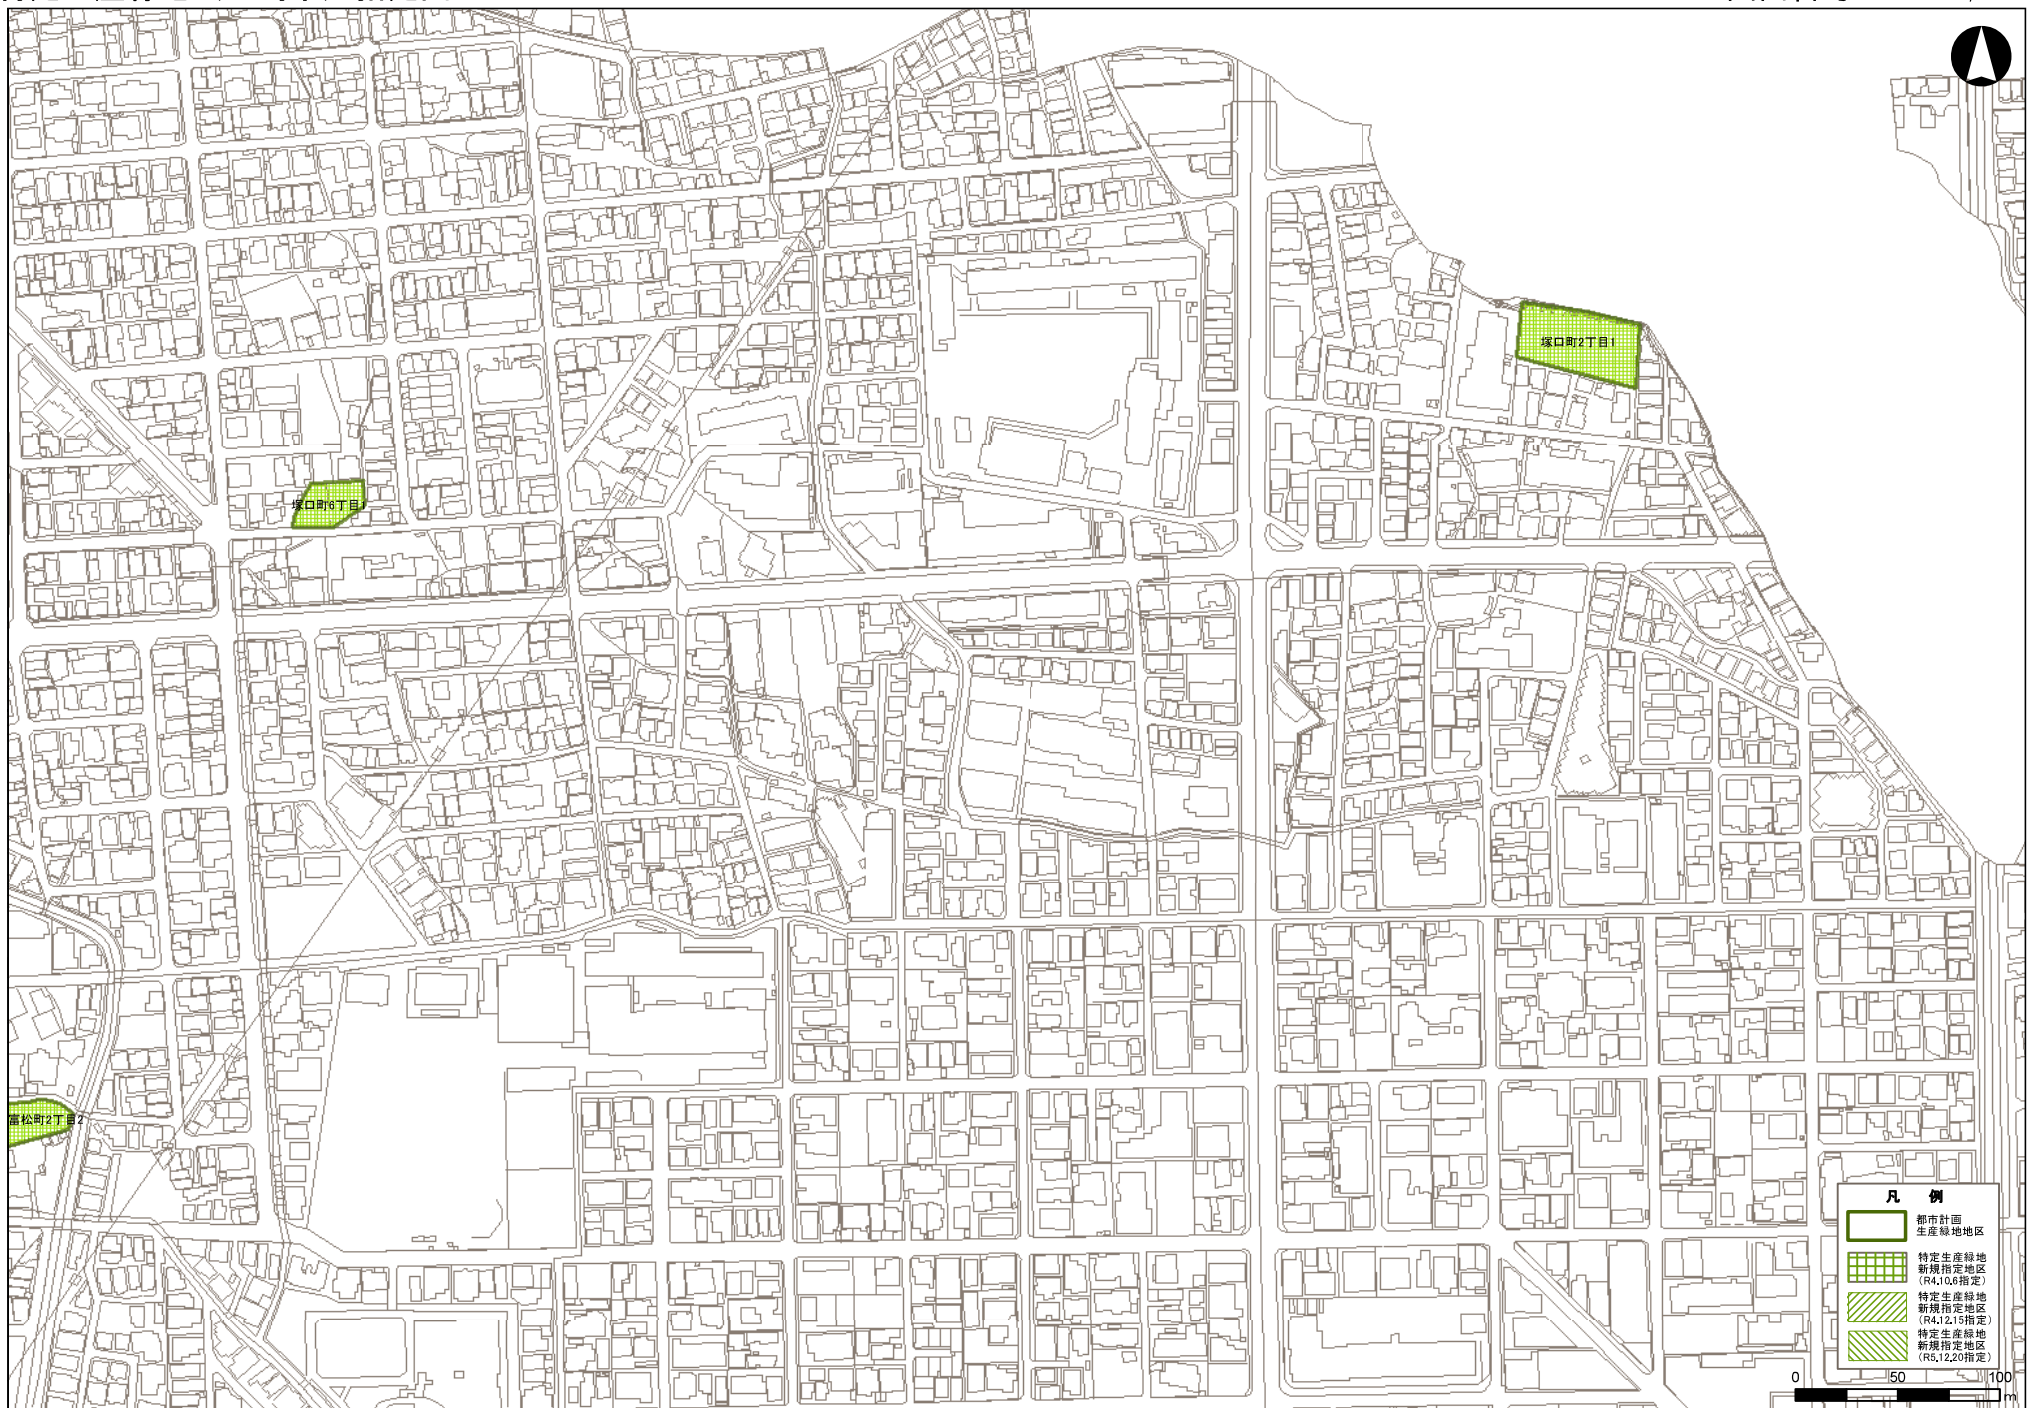 塚口町2丁目1
塚口町6丁目1
富松町2丁目2
凡 例
都市計画
生産緑地地区
特定生産緑地
新規指定地区
(R4.10.6指定)
特定生産緑地
新規指定地区
(R4.12.15指定)
特定生産緑地
新規指定地区
(R5.12.20指定)
0 50 100
m